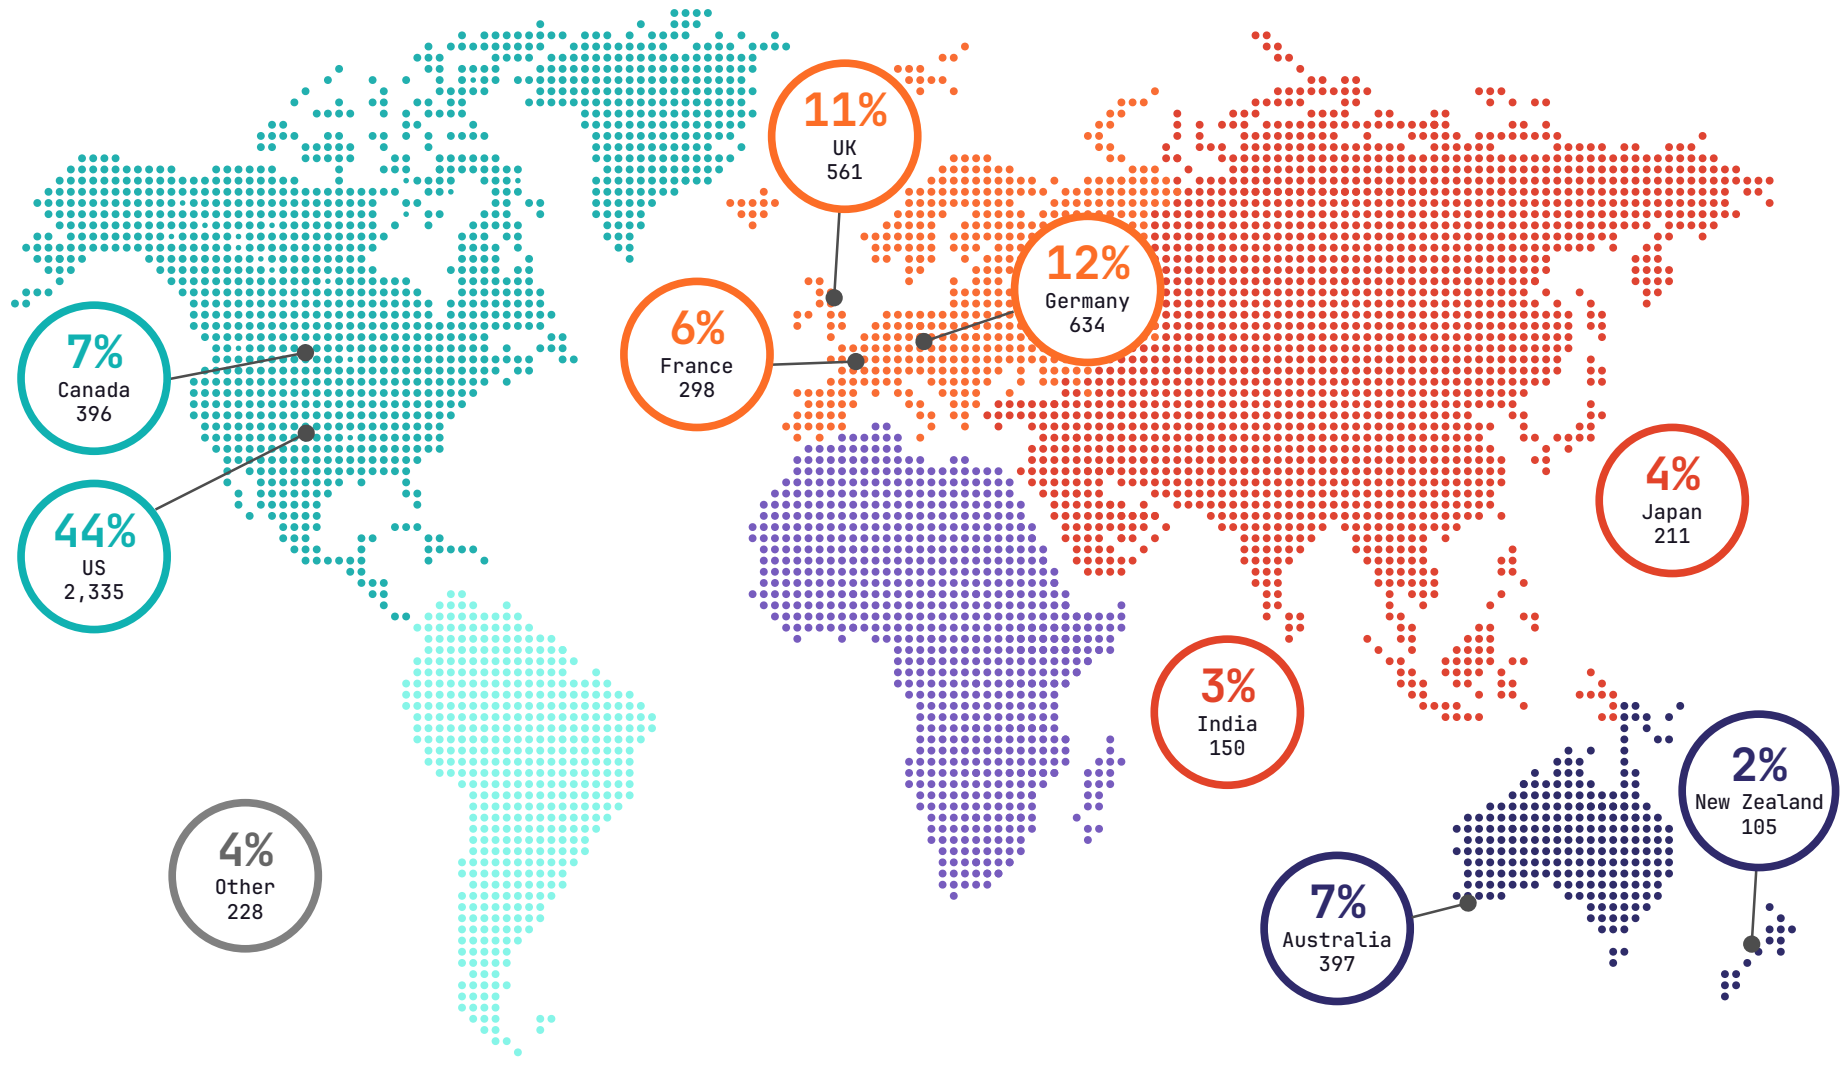 11%
UK
561
12%
Germany
634
6%
France
298
7%
Canada
396
44%
US
2,335
4%
Japan
211
3%
India
150
2%
New Zealand
105
4%
Other
228
7%
Australia
397